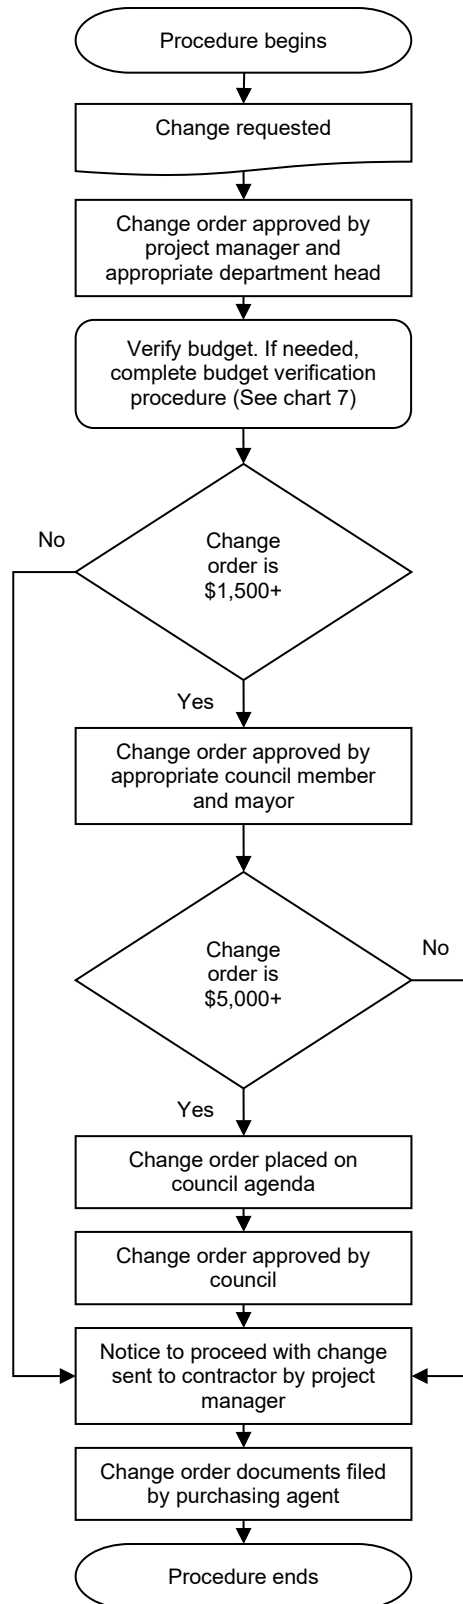 Procedure begins
Change requested
Change order approved by
project manager and
appropriate department head
Verify budget. If needed,
complete budget verification
procedure (See chart 7)
No
Change
order is
$1,500+
Yes
Change order approved by
appropriate council member
and mayor
Change
order is
$5,000+
No
Yes
Change order placed on
council agenda
Change order approved by
council
Notice to proceed with change
sent to contractor by project
manager
Change order documents filed
by purchasing agent
Procedure ends